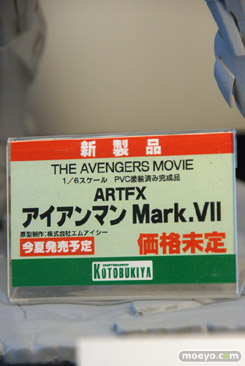 新製品
THE AVENGERS MOVIE
1/6スケール PVC塗装済み完成品
ARTFX
アイアンマン Mark.VII
原型制作：株式会社エムアイシー
今夏発売予定
価格未定
KOTOBUKIYA
moeyo.com